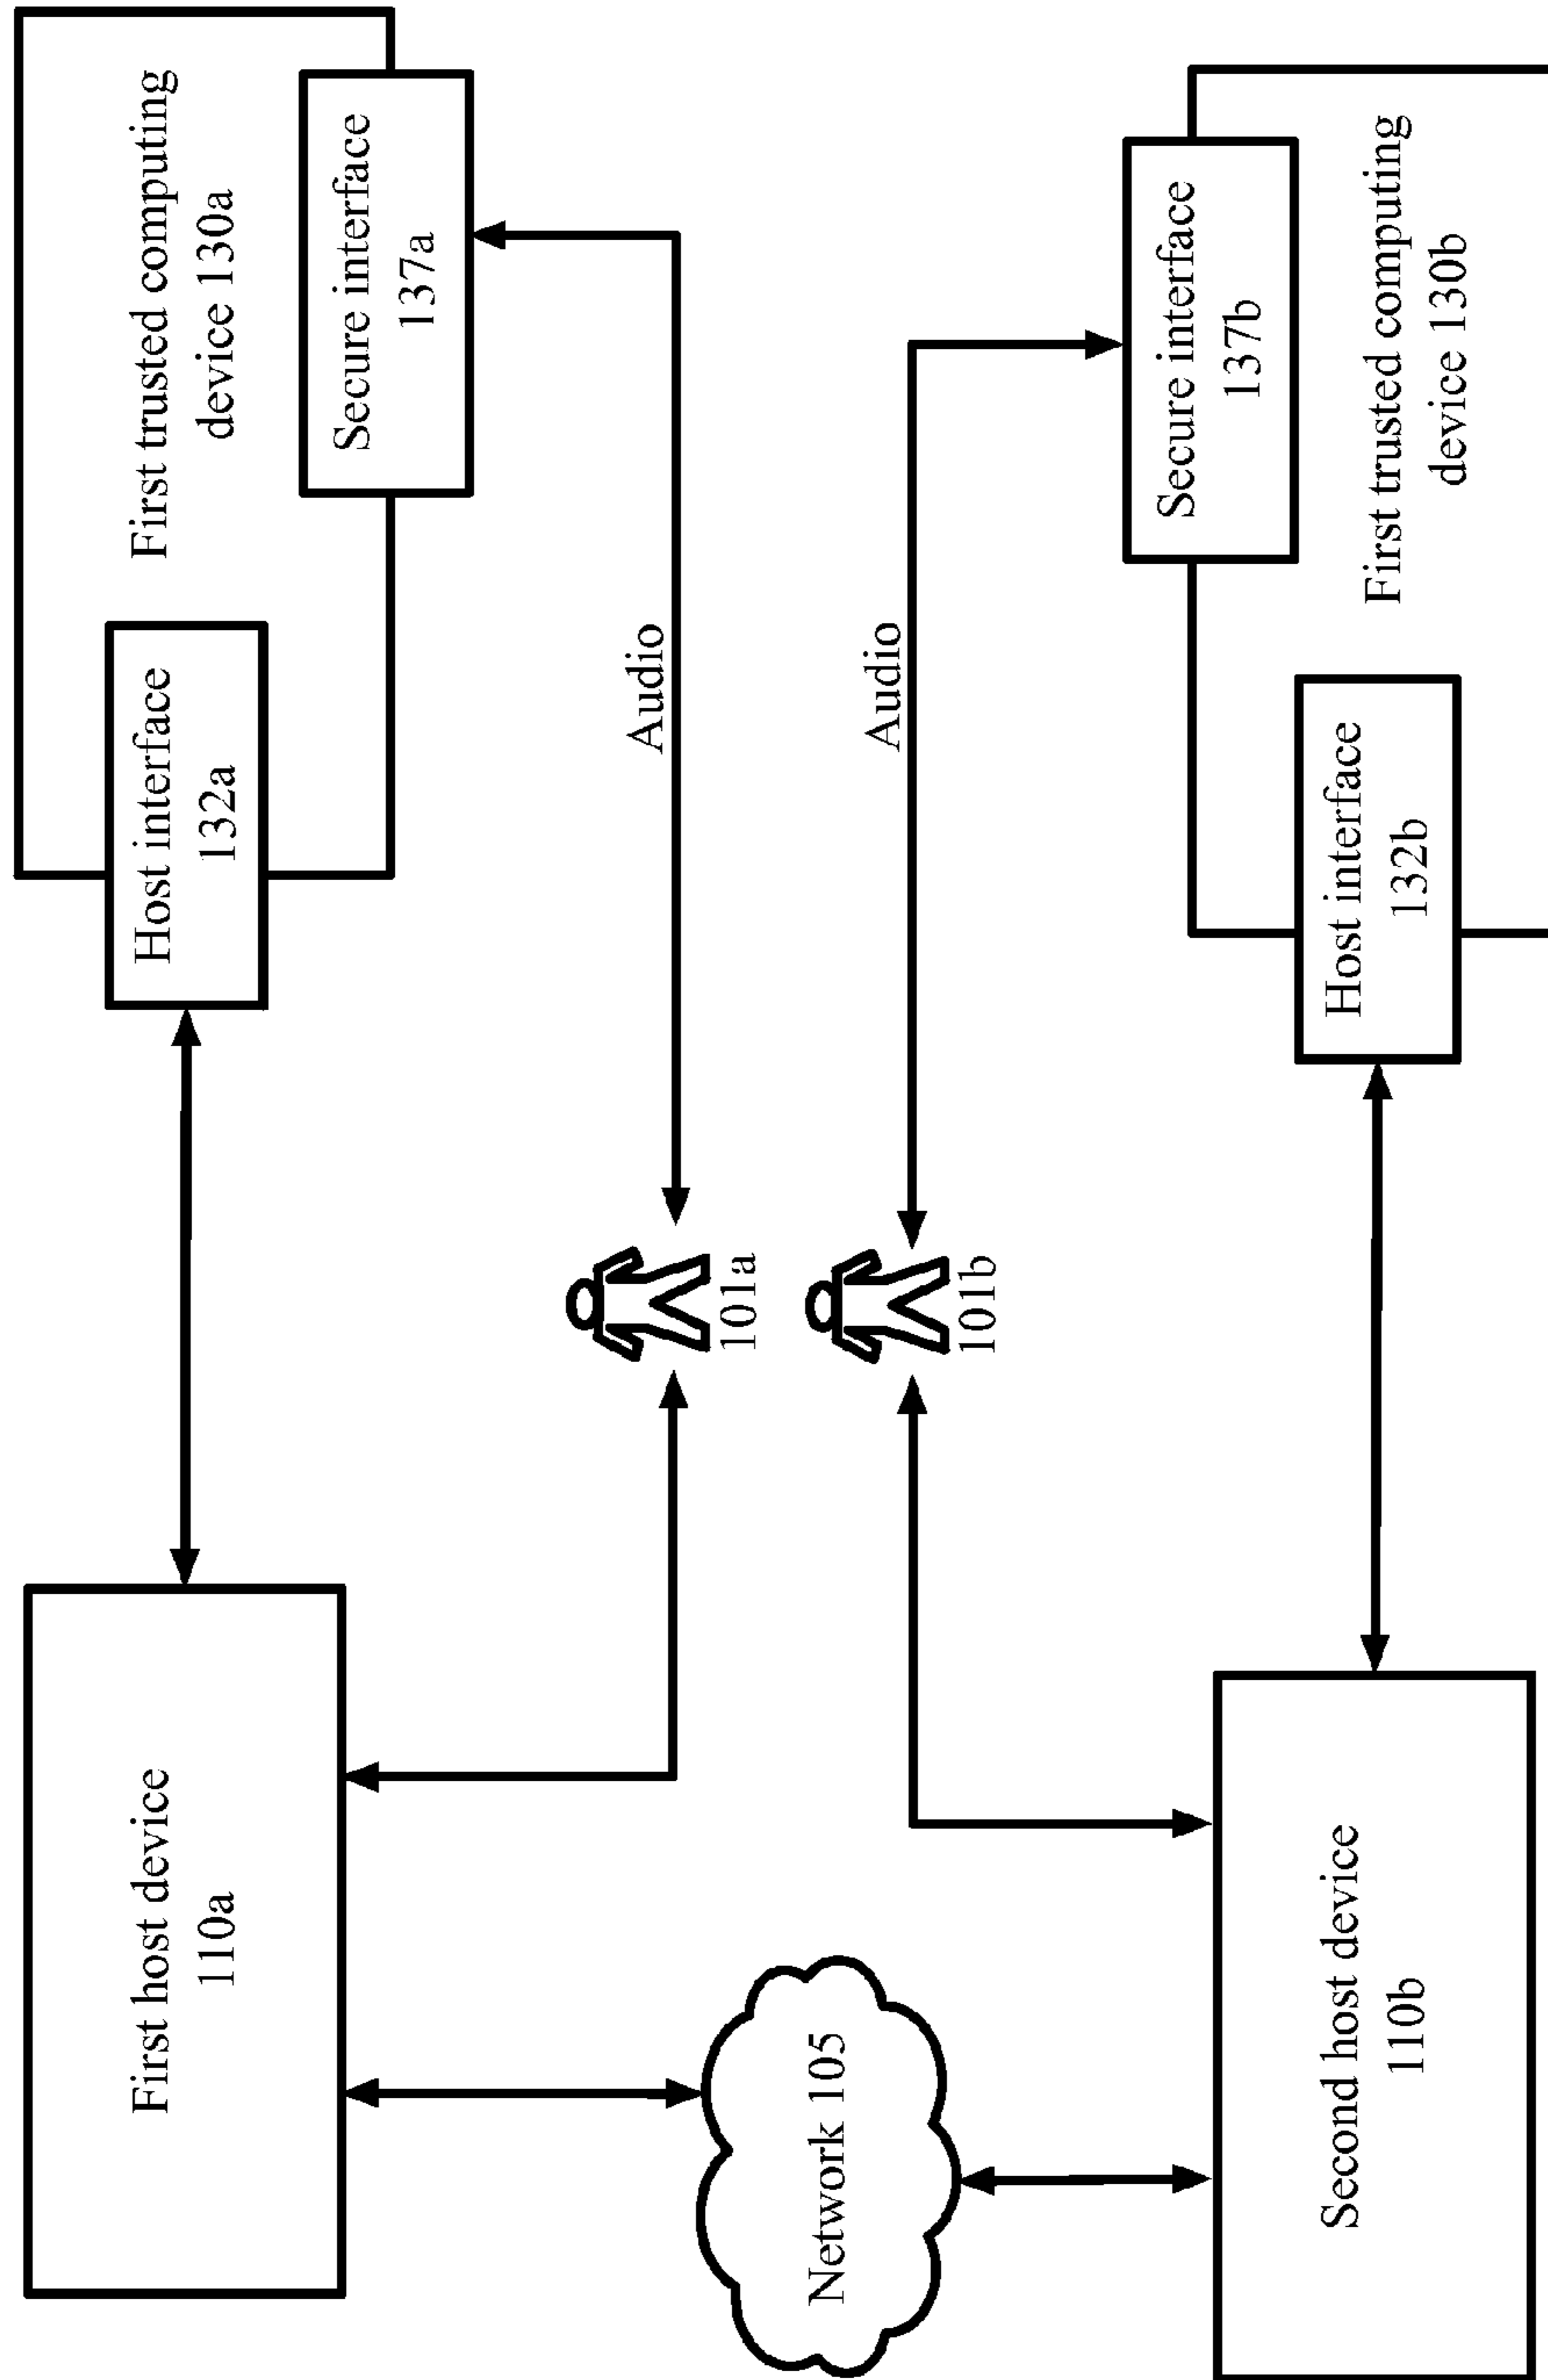 First host device
110a
Host interface
132a
First trusted computing
device 130a
Secure interface
137a
Audio
101a
Network 105
101b
Audio
Second host device
110b
Host interface
132b
Secure interface
137b
First trusted computing
device 130b